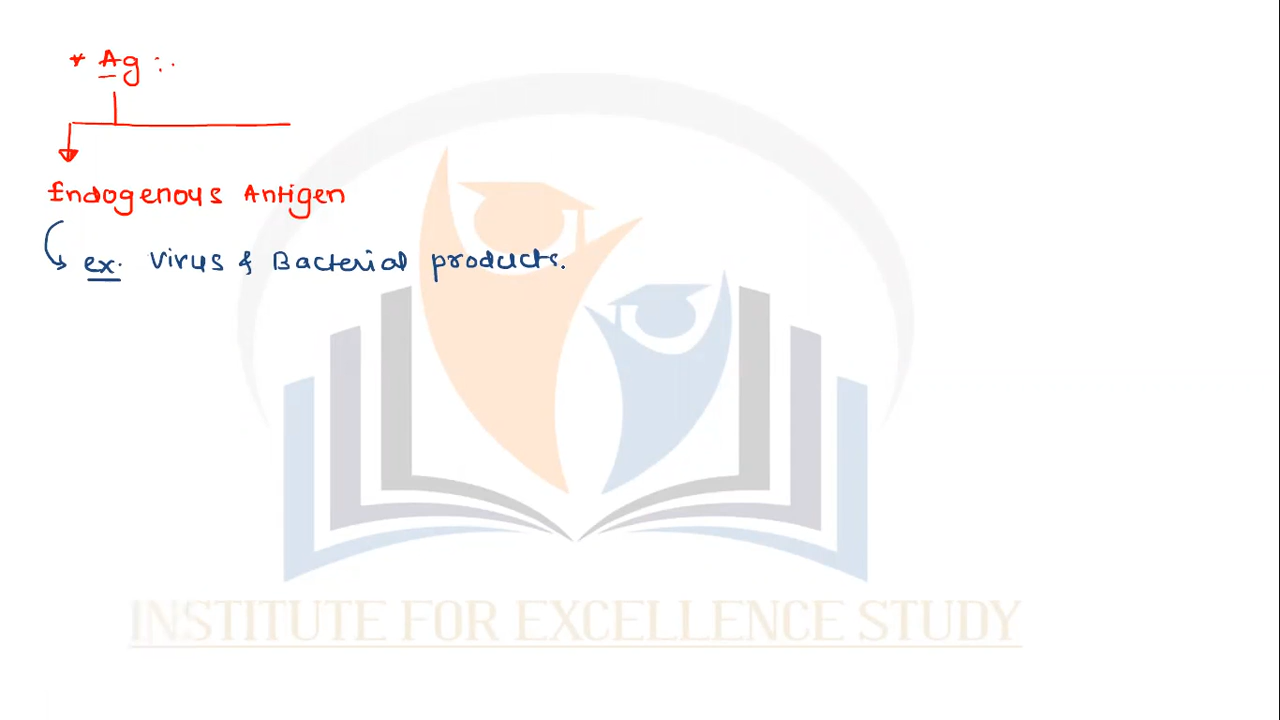 * Ag :-
Endogenous Antigen
ex. Virus & Bacterial products.
INSTITUTE FOR EXCELLENCE STUDY